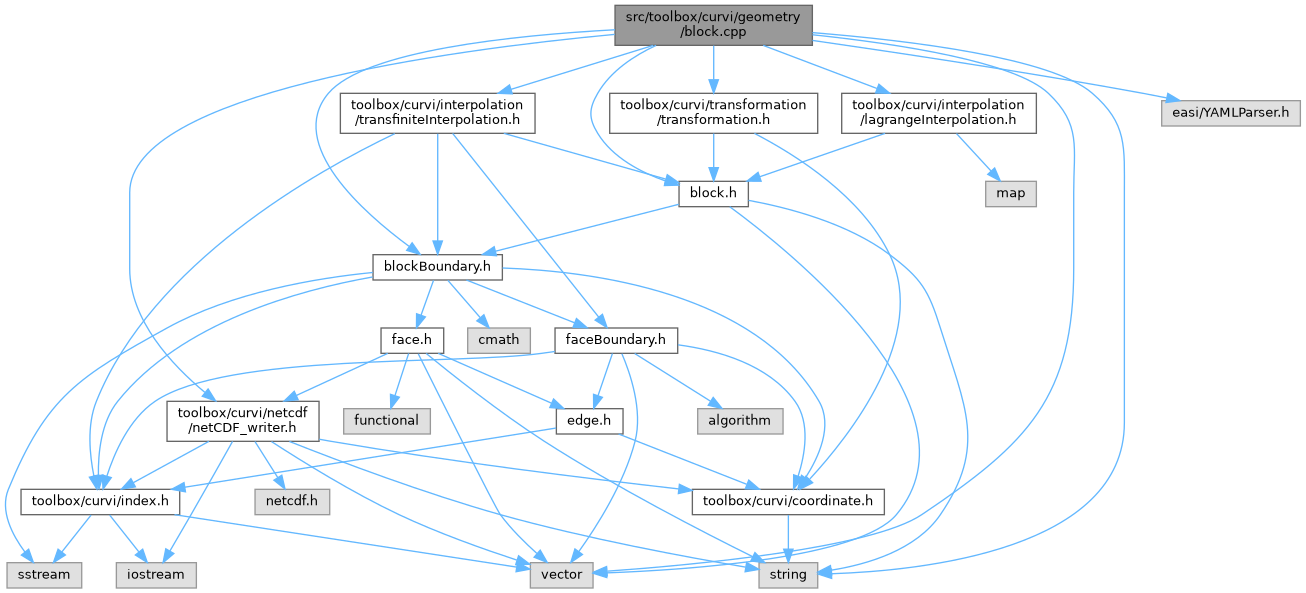 src/toolbox/curvi/geometry
/block.cpp
toolbox/curvi/interpolation
/transfiniteInterpolation.h
toolbox/curvi/transformation
/transformation.h
toolbox/curvi/interpolation
/lagrangeInterpolation.h
easi/YAMLParser.h
block.h
map
blockBoundary.h
face.h
cmath
faceBoundary.h
toolbox/curvi/netcdf
/netCDF_writer.h
functional
edge.h
algorithm
toolbox/curvi/index.h
netcdf.h
toolbox/curvi/coordinate.h
sstream
iostream
vector
string